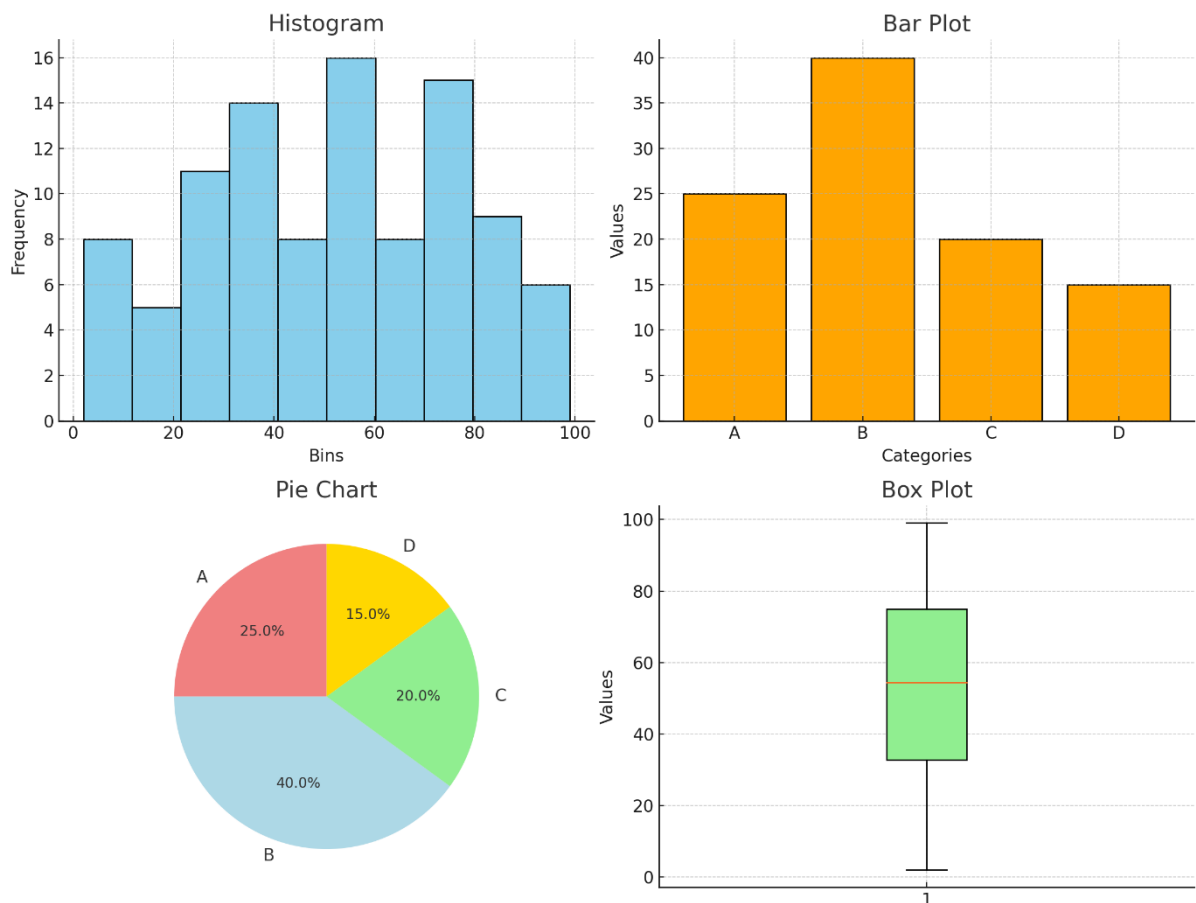 Histogram
16
14
12
10
8
6
4
2
0
Frequency
0 20 40 60 80 100
Bins
Bar Plot
40
35
30
25
20
15
10
5
0
Values
A B C D
Categories
Pie Chart
A
25.0%
D
15.0%
C
20.0%
40.0%
B
Box Plot
100
80
60
40
20
0
Values
1